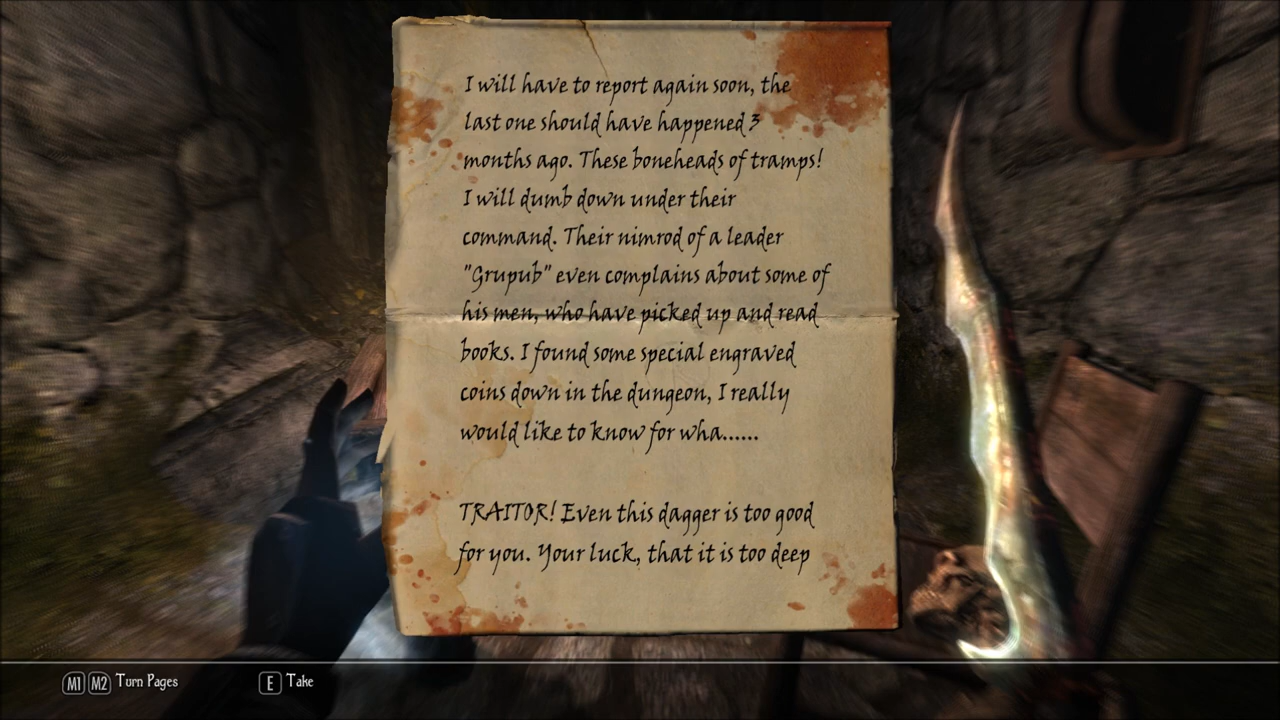 I will have to report again soon, the
last one should have happened 3
months ago. These boneheads of tramps!
I will dumb down under their
command. Their nimrod of a leader
"Grupub" even complains about some of
his men, who have picked up and read
books. I found some special engraved
coins down in the dungeon, I really
would like to know for wha......
TRAITOR! Even this dagger is too good
for you. Your luck, that it is too deep
M1 M2 Turn Pages E Take